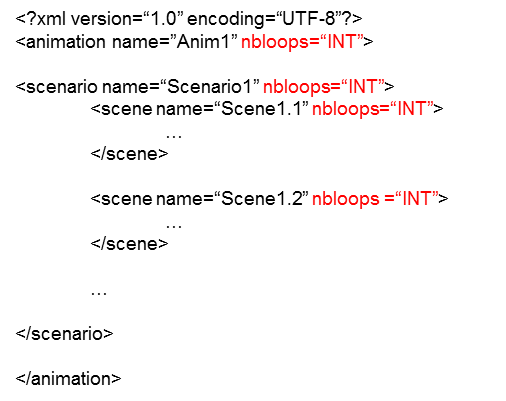 <?xml version=“1.0” encoding=“UTF-8”?>
<animation name=”Anim1” nbloops=“INT”>
<scenario name=“Scenario1” nbloops=“INT”>
<scene name=“Scene1.1” nbloops=“INT”>
…
</scene>
<scene name=“Scene1.2” nbloops =“INT”>
…
</scene>
…
</scenario>
</animation>